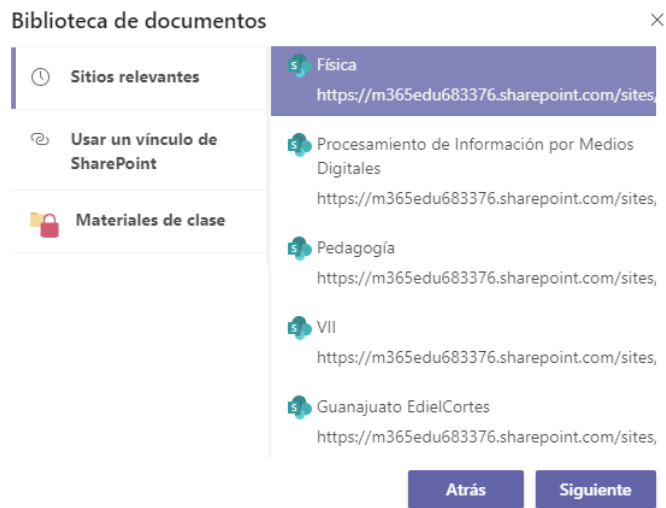 Biblioteca de documentos
Sitios relevantes
Usar un vínculo de
SharePoint
Materiales de clase
Física
https://m365edu683376.sharepoint.com/sites,
Procesamiento de Información por Medios
Digitales
https://m365edu683376.sharepoint.com/sites,
Pedagogía
https://m365edu683376.sharepoint.com/sites,
VII
https://m365edu683376.sharepoint.com/sites,
Guanajuato EdielCortes
https://m365edu683376.sharepoint.com/sites,
Atrás
Siguiente